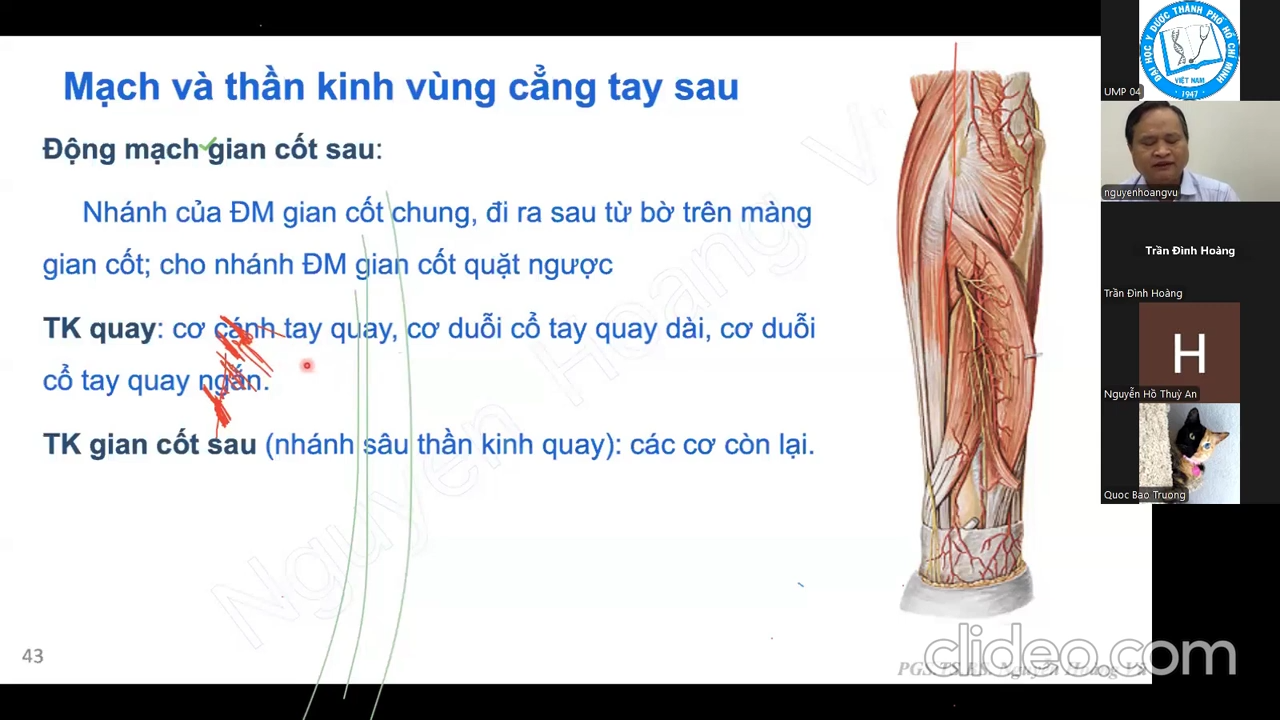 Mạch và thần kinh vùng cẳng tay sau
Động mạch gian cốt sau:
Nhánh của ĐM gian cốt chung, đi ra sau từ bờ trên màng
gian cốt; cho nhánh ĐM gian cốt quặt ngược
TK quay: cơ cánh tay quay, cơ duỗi cổ tay quay dài, cơ duỗi
cổ tay quay ngắn.
TK gian cốt sau (nhánh sâu thần kinh quay): các cơ còn lại.
Nguyen Hoang V
43
PGS.TS.BS. Nguyễn Hoàng Vũ
clideo.com
ĐẠI HỌC Y DƯỢC THÀNH PHỐ HỒ CHÍ MINH
VIỆT NAM
1947
UMP 04
nguyenhoangvu
Trần Đình Hoàng
Trần Đình Hoàng
H
Nguyễn Hồ Thuỳ An
Quoc Bao Truong